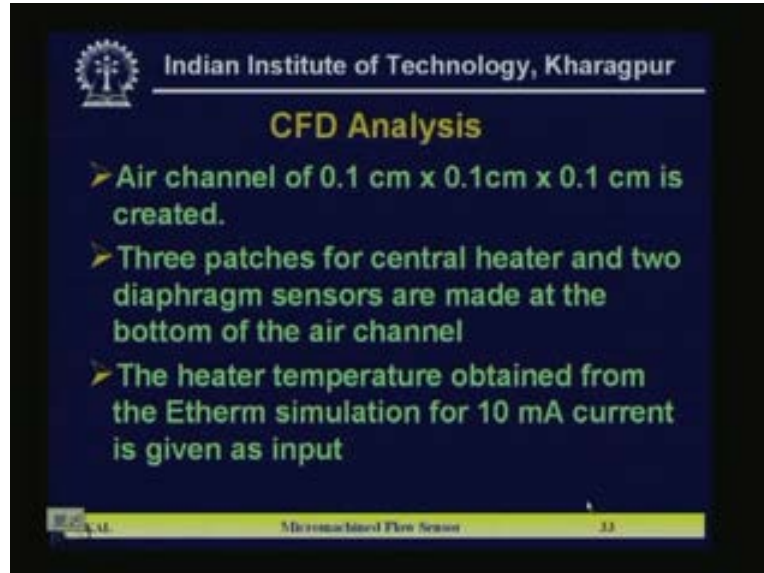 Indian Institute of Technology, Kharagpur
CFD Analysis
➢Air channel of 0.1 cm x 0.1cm x 0.1 cm is
created.
➢Three patches for central heater and two
diaphragm sensors are made at the
bottom of the air channel
➢The heater temperature obtained from
the Etherm simulation for 10 mA current
is given as input
KAL Micromachined Flow Sensor 33